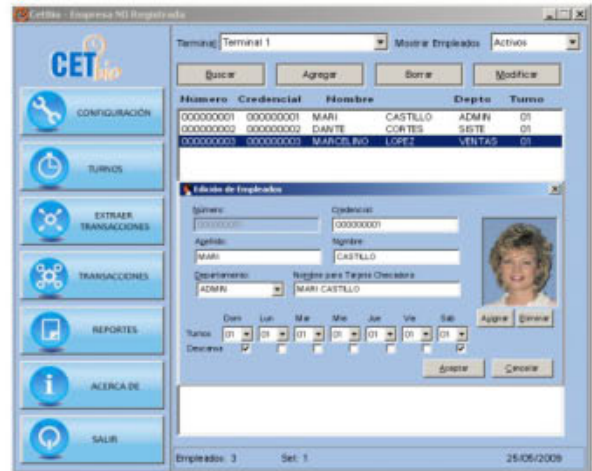 CetBio - Empresa NO Registrada
CET bio
Terminal: Terminal 1 Mostrar Empleados Activos
Buscar Agregar Borrar Modificar
Numero Credencial Nombre Depto Turno
000000001 000000001 MARI CASTILLO ADMIN 01
000000002 000000002 DANTE CORTES SISTE 01
000000003 000000003 MARCELINO LOPEZ VENTAS 01
CONFIGURACIÓN
TURNOS
EXTRAER TRANSACCIONES
TRANSACCIONES
REPORTES
ACERCA DE
SALIR
Edición de Empleados
Número: Credencial:
000000001 000000001
Apellido: Nombre:
MARI CASTILLO
Departamento: Nombre para Tarjeta Checadora
ADMIN MARI CASTILLO
Dom Lun Mar Mie Jue Vie Sab
Turnos 01 01 01 01 01 01 01
Descanso
Asignar Eliminar
Aceptar Cancelar
Empleados: 3 Sel: 1 25/05/2009